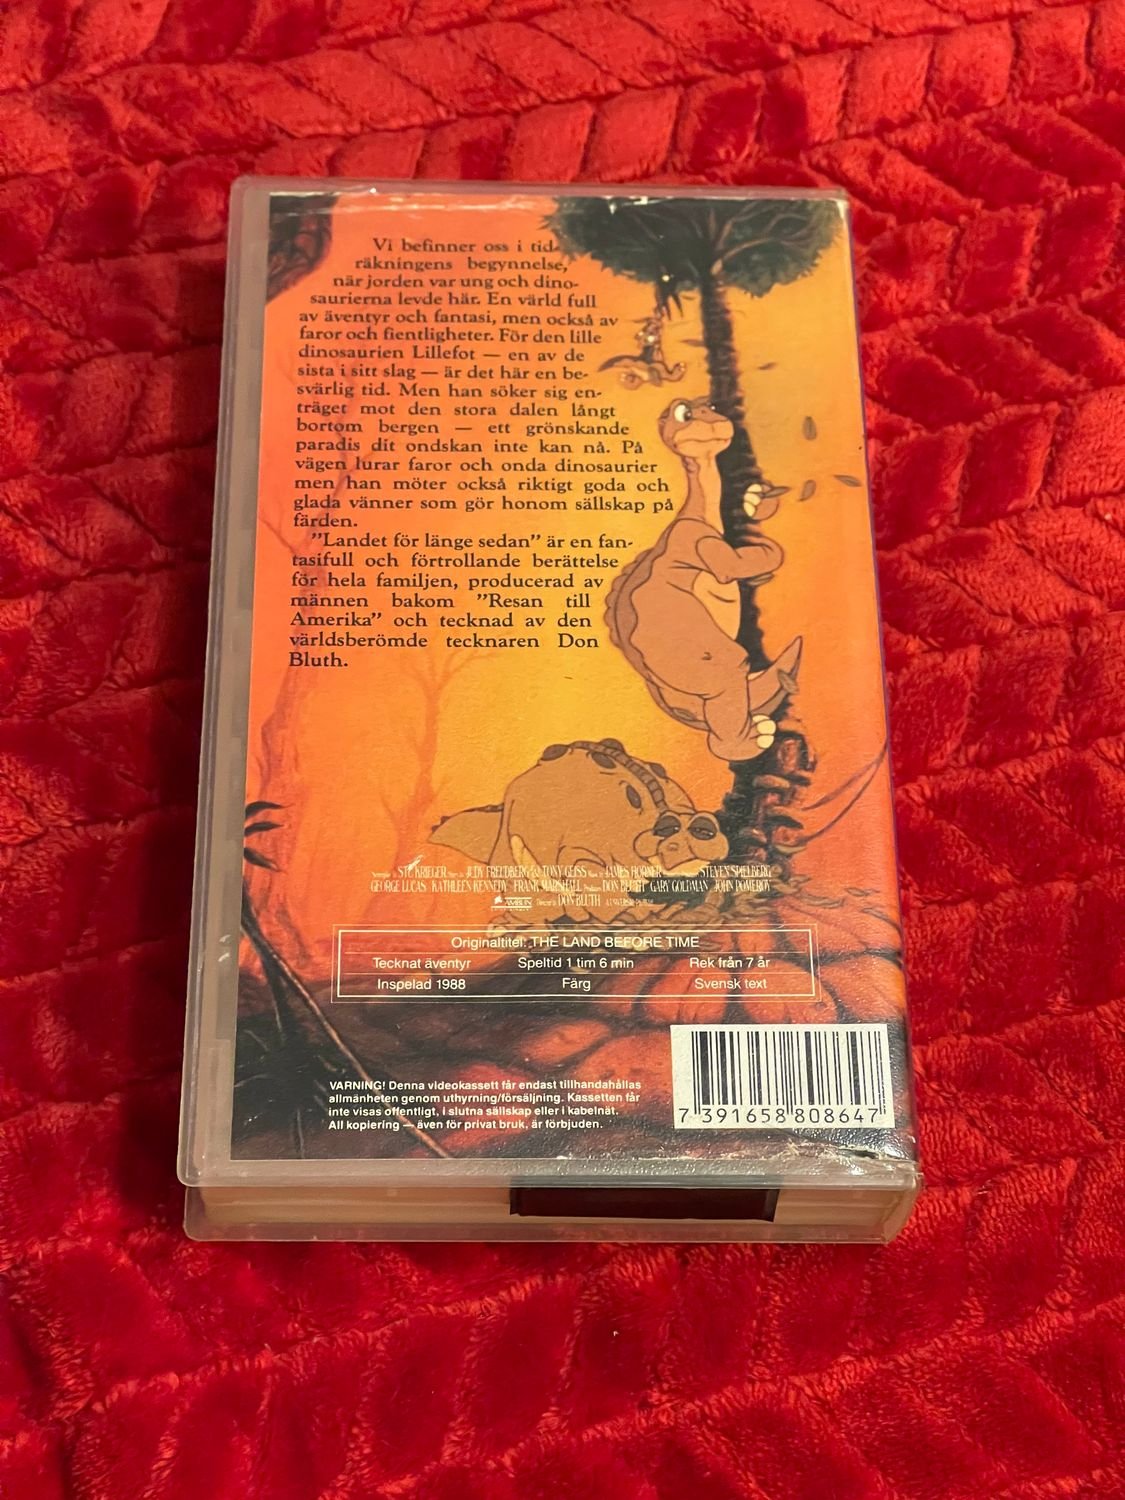 Vi befinner oss i tid-
räkningens begynnelse,
när jorden var ung och dino-
saurierna levde här. En värld full
av äventyr och fantasi, men också av
faror och fientligheter. För den lille
dinosaurien Lillefot — en av de
sista i sitt slag — är det här en be-
svärlig tid. Men han söker sig en-
träget mot den stora dalen långt
bortom bergen — ett grönskande
paradis dit ondskan inte kan nå. På
vägen lurar faror och onda dinosaurier
men han möter också riktigt goda och
glada vänner som gör honom sällskap på
färden.
”Landet för länge sedan” är en fan-
tasifull och förtrollande berättelse
för hela familjen, producerad av
männen bakom ”Resan till
Amerika” och tecknad av den
världsberömde tecknaren Don
Bluth.
STU KRIEGER JUDY FREUDBERG & TONY GEISS JAMES HORNER STEVEN SPIELBERG
GEORGE LUCAS KATHLEEN KENNEDY FRANK MARSHALL DON BLUTH GARY GOLDMAN JOHN POMEROY
AMBLIN Directed by DON BLUTH
Originaltitel: THE LAND BEFORE TIME
Tecknat äventyr Speltid 1 tim 6 min Rek från 7 år
Inspelad 1988 Färg Svensk text
VARNING! Denna videokassett får endast tillhandahållas
allmänheten genom uthyrning/försäljning. Kassetten får
inte visas offentligt, i slutna sällskap eller i kabelnät.
All kopiering — även för privat bruk, är förbjuden.
7 391658 808647